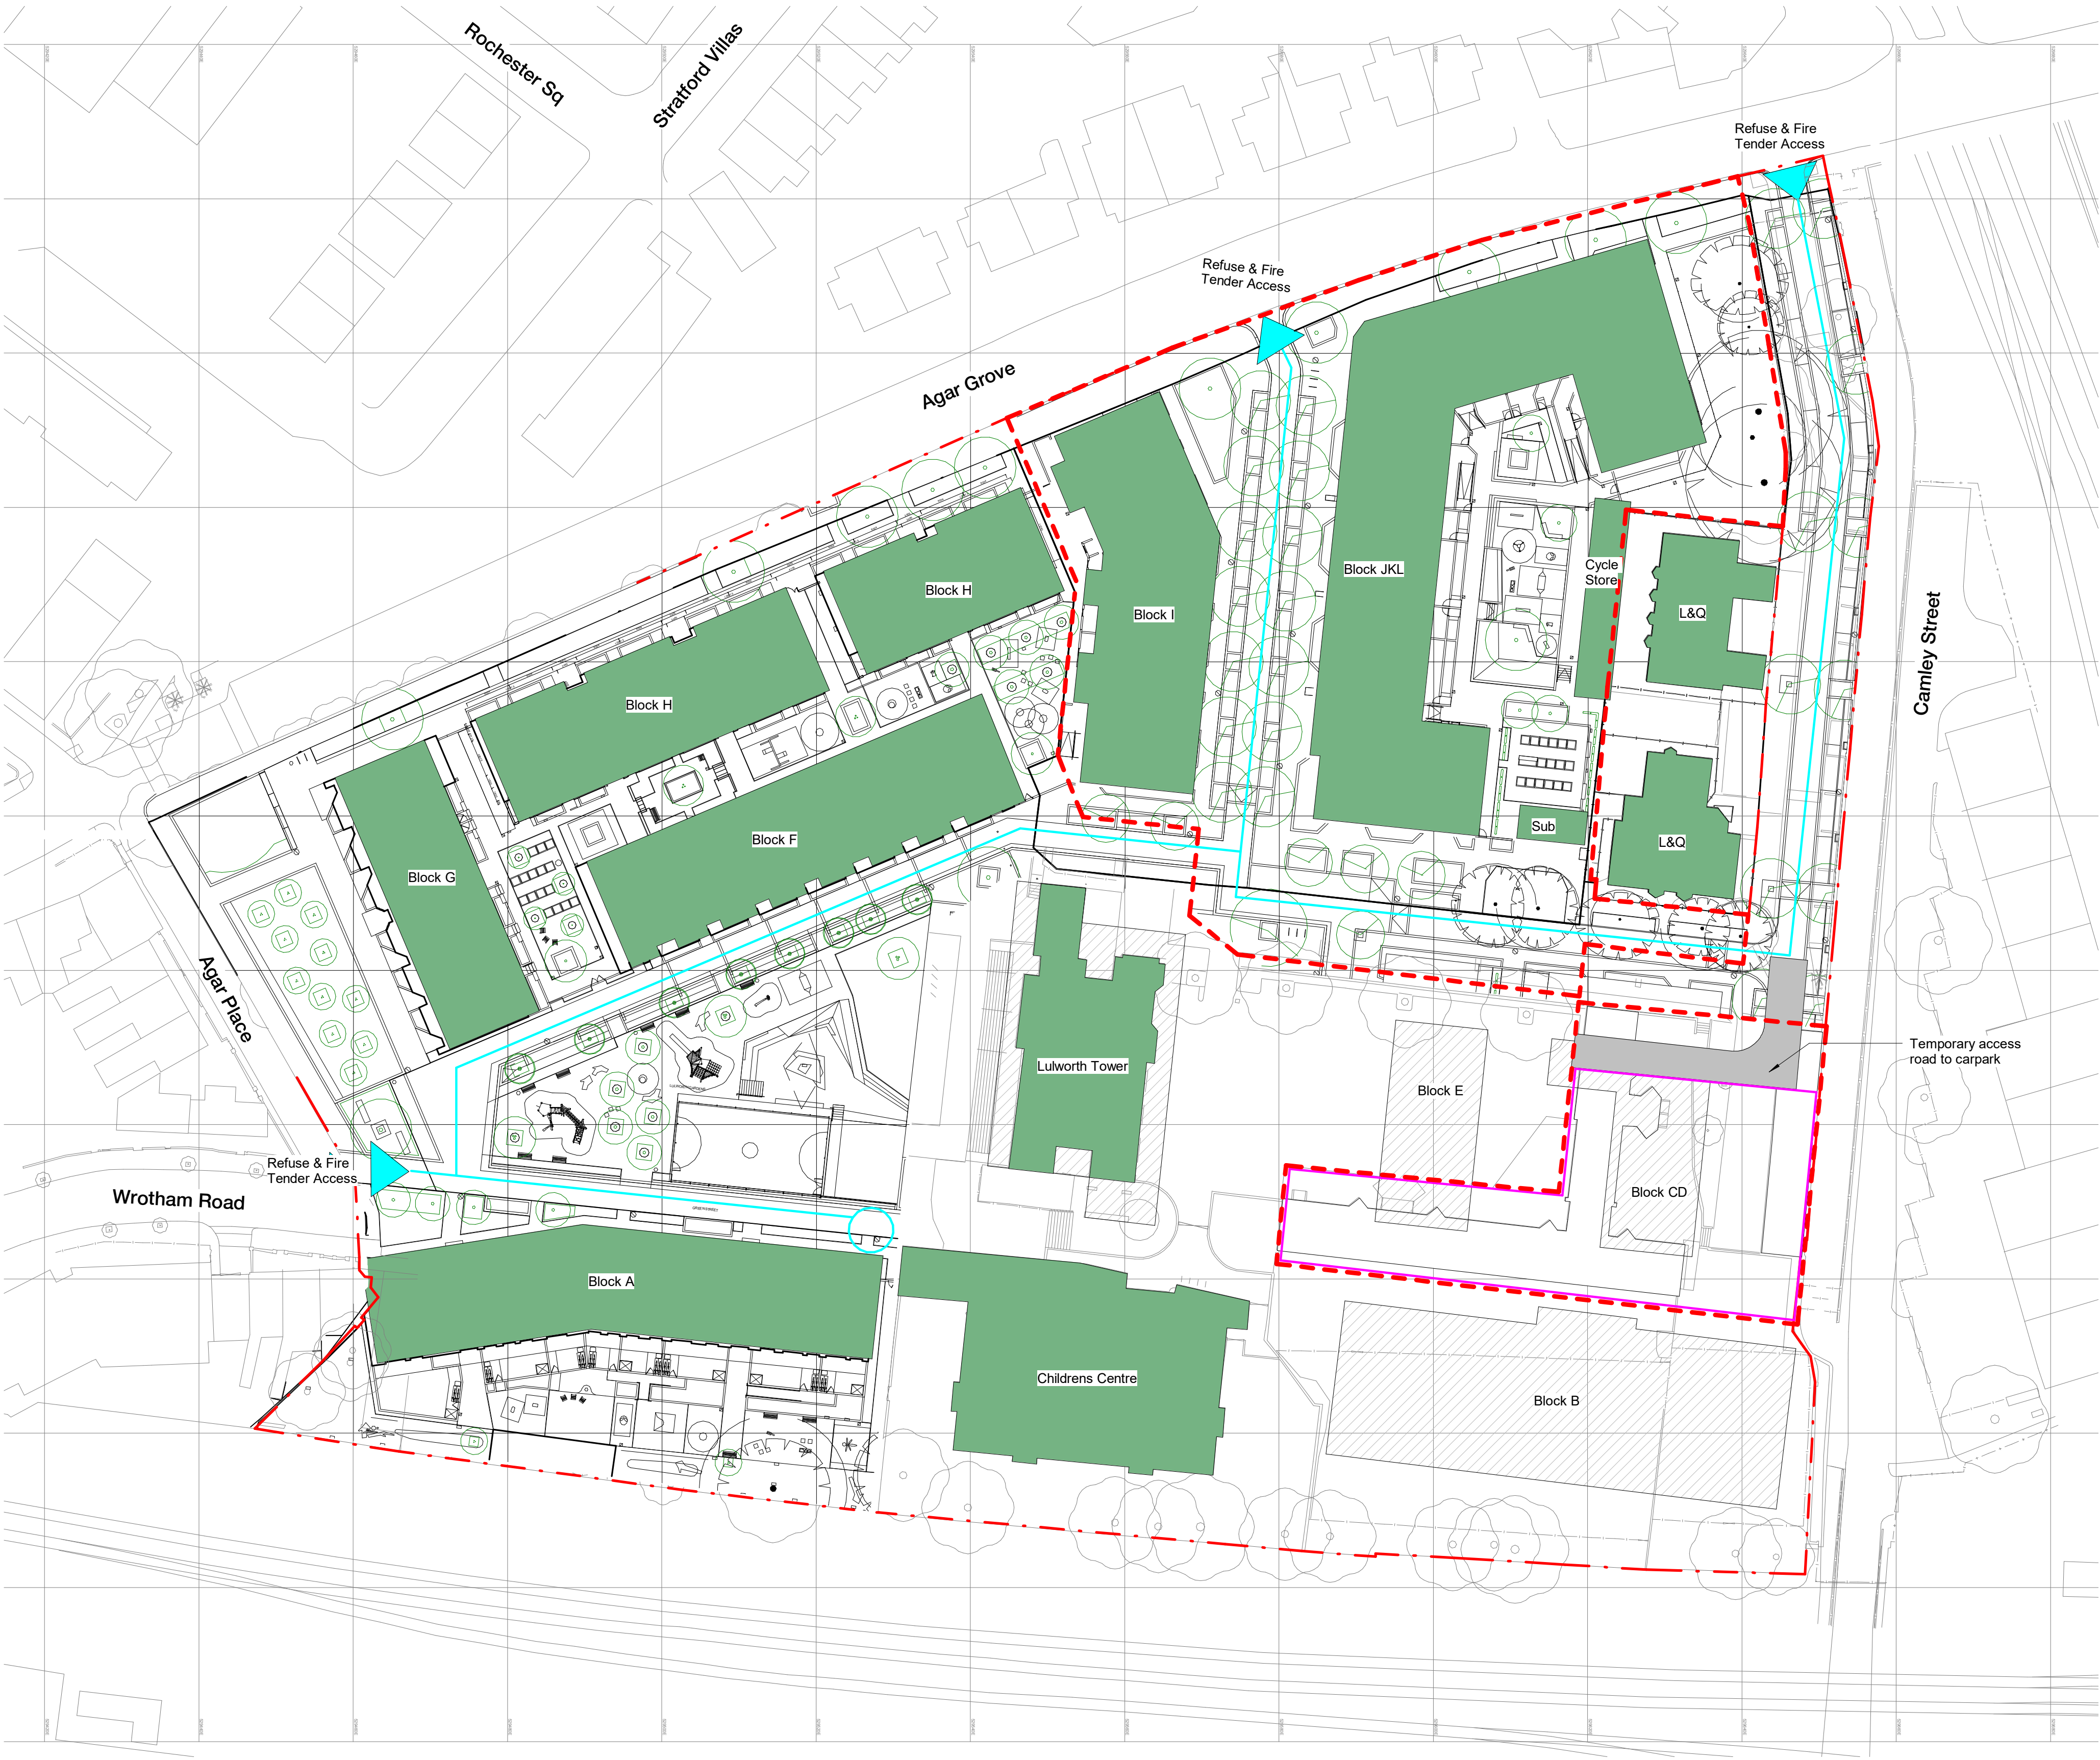 Rochester Sq
Stratford Villas
Refuse & Fire
Tender Access
Refuse & Fire
Tender Access
Agar Grove
Block H
Block I
Block JKL
Cycle
Store
L&Q
Camley Street
Block H
Block F
Sub
L&Q
Block G
Agar Place
Lulworth Tower
Block E
Temporary access
road to carpark
Refuse & Fire
Tender Access
Wrotham Road
Block CD
Block A
Childrens Centre
Block B